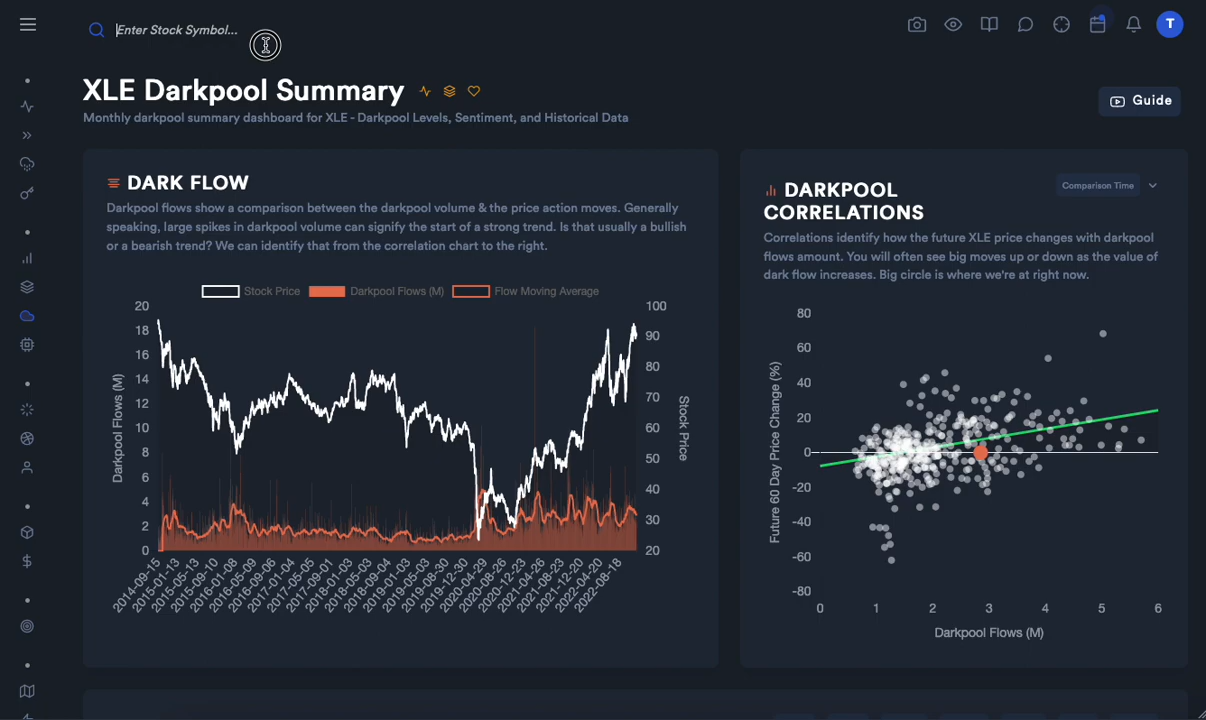 Enter Stock Symbol...
T
XLE Darkpool Summary
Monthly darkpool summary dashboard for XLE - Darkpool Levels, Sentiment, and Historical Data
Guide
DARK FLOW
Darkpool flows show a comparison between the darkpool volume & the price action moves. Generally
speaking, large spikes in darkpool volume can signify the start of a strong trend. Is that usually a bullish
or a bearish trend? We can identify that from the correlation chart to the right.
Stock Price Darkpool Flows (M) Flow Moving Average
20
18
16
14
12
10
8
6
4
2
0
Darkpool Flows (M)
100
90
80
70
60
50
40
30
20
Stock Price
2014-09-15
2015-01-13
2015-05-13
2015-09-10
2016-01-08
2016-05-09
2016-09-06
2017-01-04
2017-05-05
2017-09-01
2018-01-03
2018-05-03
2018-09-04
2019-01-03
2019-05-03
2019-08-30
2019-12-30
2020-04-29
2020-08-26
2020-12-23
2021-04-26
2021-08-23
2021-12-20
2022-04-20
2022-08-18
DARKPOOL
CORRELATIONS
Comparison Time
Correlations identify how the future XLE price changes with darkpool
flows amount. You will often see big moves up or down as the value of
dark flow increases. Big circle is where we're at right now.
80
60
40
20
0
-20
-40
-60
-80
Future 60 Day Price Change (%)
0 1 2 3 4 5 6
Darkpool Flows (M)